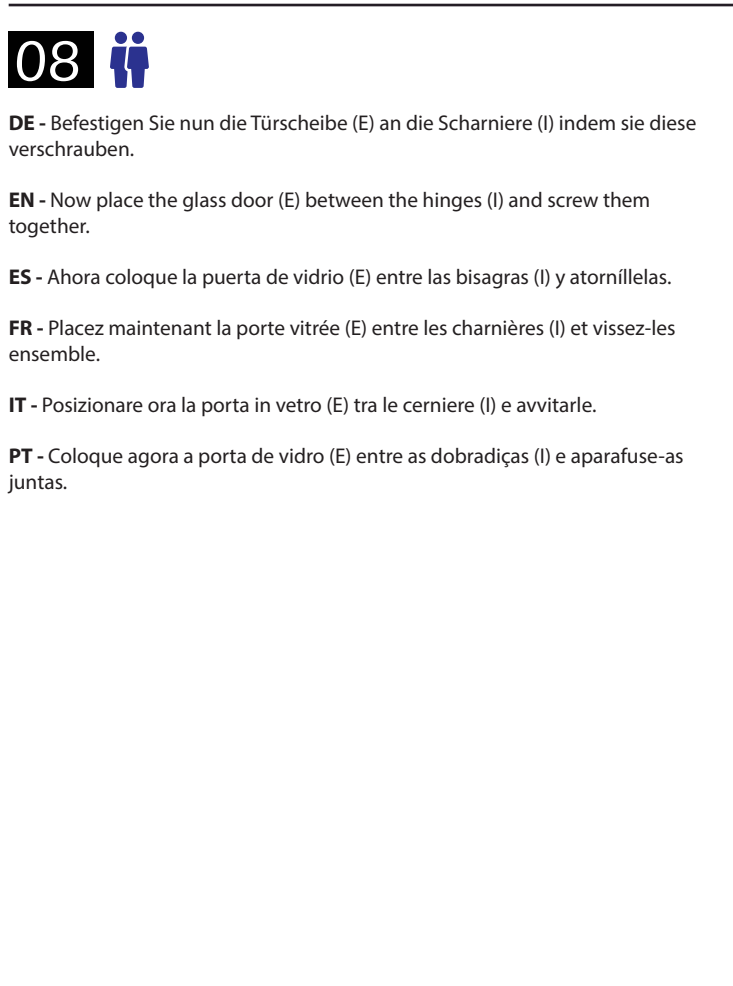 08
DE - Befestigen Sie nun die Türscheibe (E) an die Scharniere (I) indem sie diese
verschrauben.
EN - Now place the glass door (E) between the hinges (I) and screw them
together.
ES - Ahora coloque la puerta de vidrio (E) entre las bisagras (I) y atorníllelas.
FR - Placez maintenant la porte vitrée (E) entre les charnières (I) et vissez-les
ensemble.
IT - Posizionare ora la porta in vetro (E) tra le cerniere (I) e avvitarle.
PT - Coloque agora a porta de vidro (E) entre as dobradiças (I) e aparafuse-as
juntas.